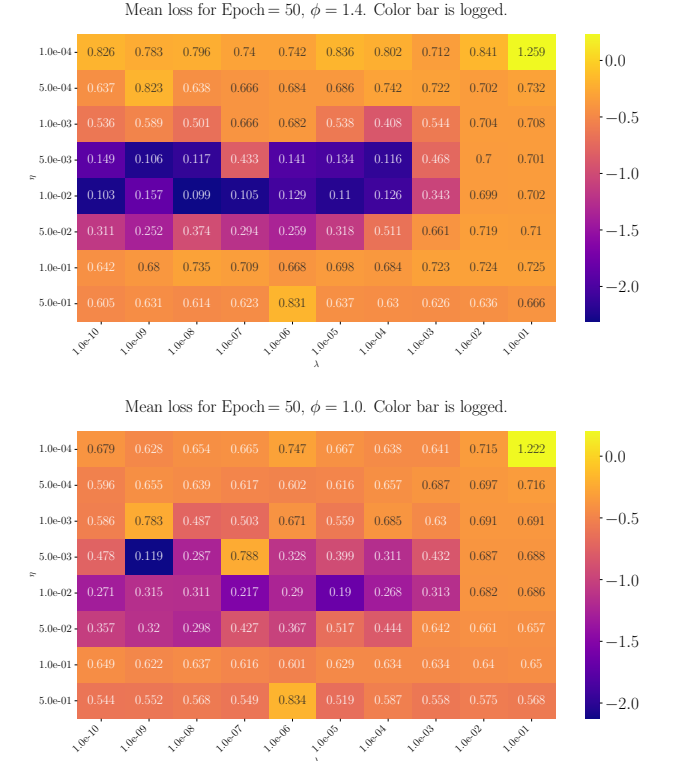 Mean loss for Epoch = 50, ϕ = 1.4. Color bar is logged.
1.0e-04 0.826 0.783 0.796 0.74 0.742 0.836 0.802 0.712 0.841 1.259
5.0e-04 0.637 0.823 0.638 0.666 0.684 0.686 0.742 0.722 0.702 0.732
1.0e-03 0.536 0.589 0.501 0.666 0.682 0.538 0.408 0.544 0.704 0.708
5.0e-03 0.149 0.106 0.117 0.433 0.141 0.134 0.116 0.468 0.7 0.701
1.0e-02 0.103 0.157 0.099 0.105 0.129 0.11 0.126 0.343 0.699 0.702
5.0e-02 0.311 0.252 0.374 0.294 0.259 0.318 0.511 0.661 0.719 0.71
1.0e-01 0.642 0.68 0.735 0.709 0.668 0.698 0.684 0.723 0.724 0.725
5.0e-01 0.605 0.631 0.614 0.623 0.831 0.637 0.63 0.626 0.636 0.666
η
1.0e-10 1.0e-09 1.0e-08 1.0e-07 1.0e-06 1.0e-05 1.0e-04 1.0e-03 1.0e-02 1.0e-01
λ
0.0
−0.5
−1.0
−1.5
−2.0
Mean loss for Epoch = 50, ϕ = 1.0. Color bar is logged.
1.0e-04 0.679 0.628 0.654 0.665 0.747 0.667 0.638 0.641 0.715 1.222
5.0e-04 0.596 0.655 0.639 0.617 0.602 0.616 0.657 0.687 0.697 0.716
1.0e-03 0.586 0.783 0.487 0.503 0.671 0.559 0.685 0.63 0.691 0.691
5.0e-03 0.478 0.119 0.287 0.788 0.328 0.399 0.311 0.432 0.687 0.688
1.0e-02 0.271 0.315 0.311 0.217 0.29 0.19 0.268 0.313 0.682 0.686
5.0e-02 0.357 0.32 0.298 0.427 0.367 0.517 0.444 0.642 0.661 0.657
1.0e-01 0.649 0.622 0.637 0.616 0.601 0.629 0.634 0.634 0.64 0.65
5.0e-01 0.544 0.552 0.568 0.549 0.834 0.519 0.587 0.558 0.575 0.568
η
1.0e-10 1.0e-09 1.0e-08 1.0e-07 1.0e-06 1.0e-05 1.0e-04 1.0e-03 1.0e-02 1.0e-01
0.0
−0.5
−1.0
−1.5
−2.0